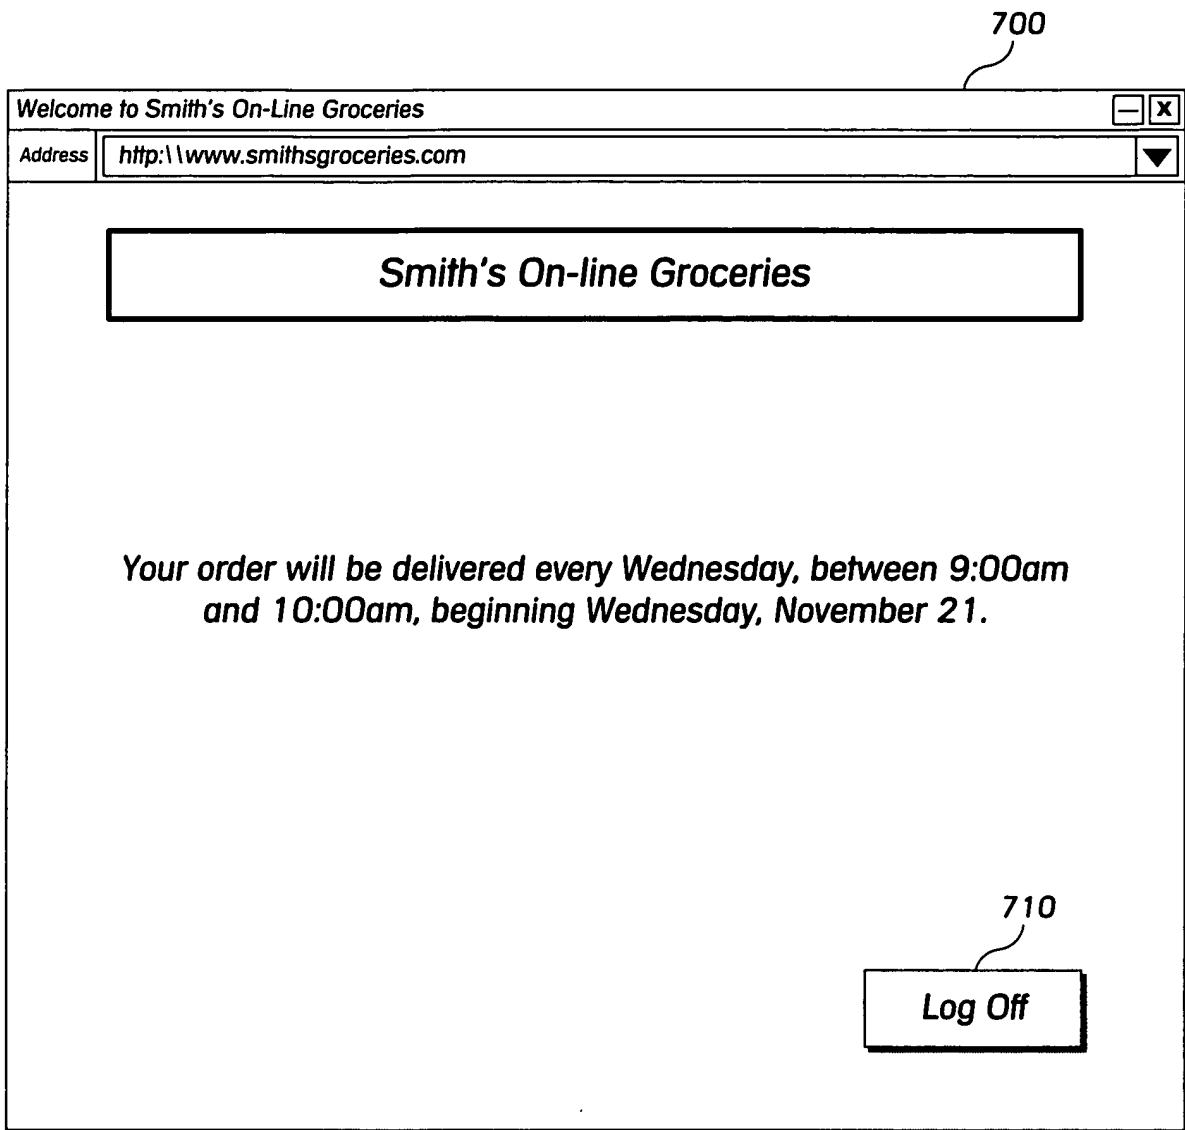 700
Welcome to Smith's On-Line Groceries
Address http:\\www.smithsgroceries.com
Smith's On-line Groceries
Your order will be delivered every Wednesday, between 9:00am
and 10:00am, beginning Wednesday, November 21.
710
Log Off